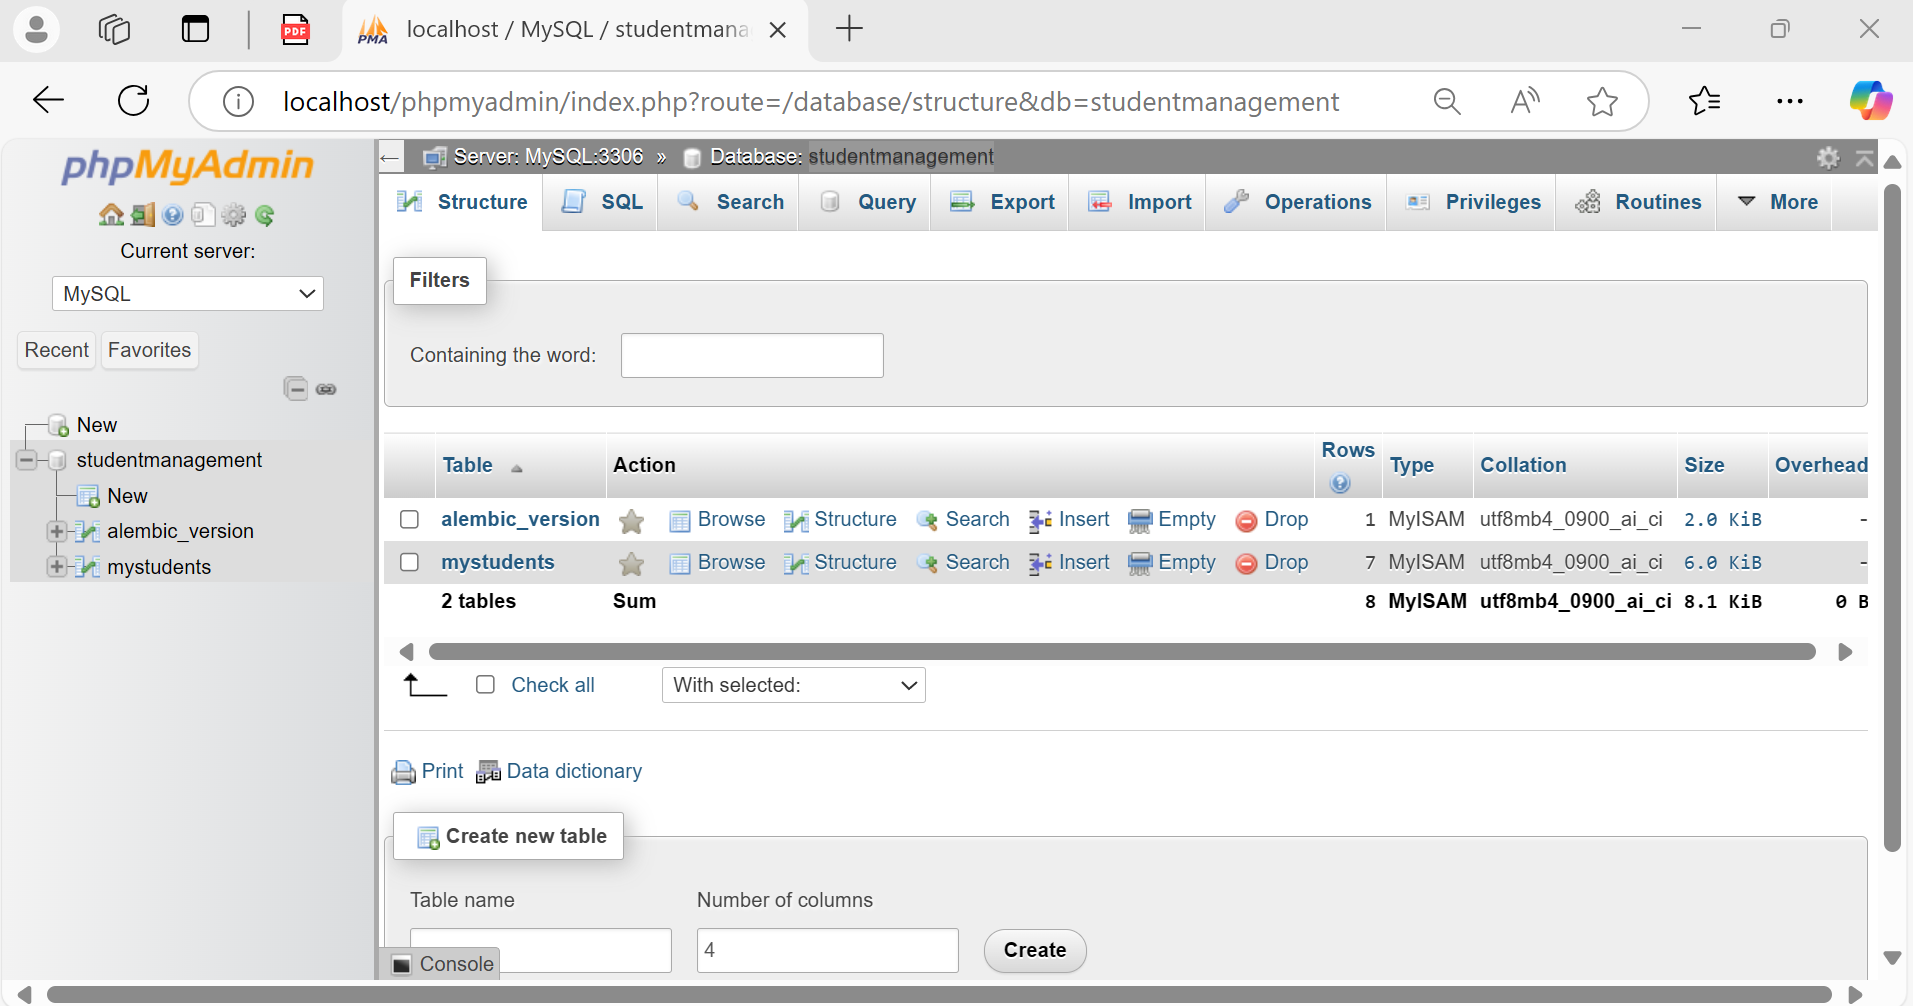 PDF
PMA
localhost / MySQL / studentmana
localhost/phpmyadmin/index.php?route=/database/structure&db=studentmanagement
phpMyAdmin
Current server:
MySQL
Recent Favorites
New
studentmanagement
New
alembic_version
mystudents
Server: MySQL:3306 » Database: studentmanagement
Structure SQL Search Query Export Import Operations Privileges Routines More
Filters
Containing the word:
Table Action Rows Type Collation Size Overhead
alembic_version Browse Structure Search Insert Empty Drop 1 MyISAM utf8mb4_0900_ai_ci 2.0 KiB -
mystudents Browse Structure Search Insert Empty Drop 7 MyISAM utf8mb4_0900_ai_ci 6.0 KiB -
2 tables Sum 8 MyISAM utf8mb4_0900_ai_ci 8.1 KiB 0 B
Check all With selected:
Print Data dictionary
Create new table
Table name Number of columns
4 Create
Console